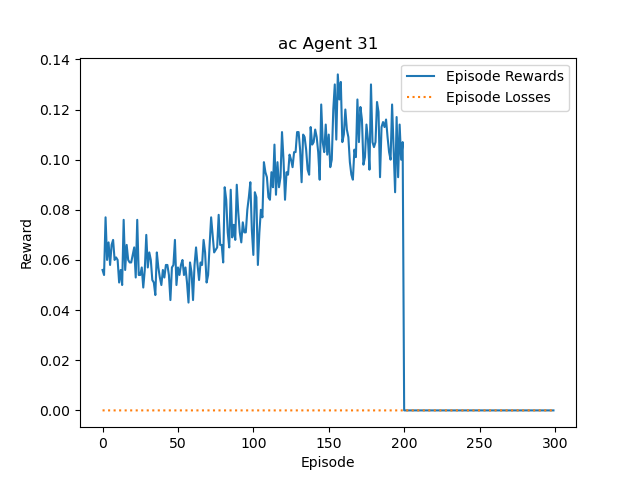 ac Agent 31
Episode Rewards
Episode Losses
0.14
0.12
0.10
0.08
0.06
0.04
0.02
0.00
Reward
0 50 100 150 200 250 300
Episode